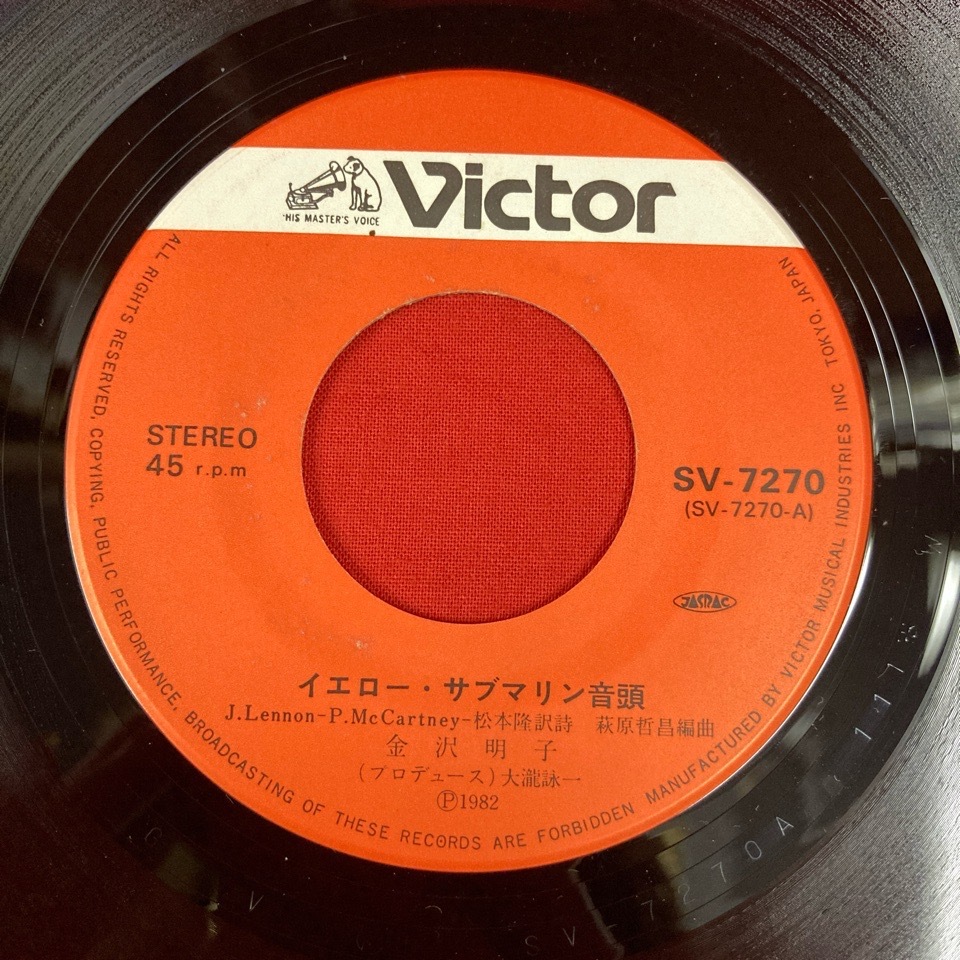 Victor
"HIS MASTER'S VOICE"
STEREO
45 r.p.m
SV-7270
(SV-7270-A)
JASRAC
イエロー・サブマリン音頭
J.Lennon-P.McCartney-松本隆訳詩 萩原哲昌編曲
金沢明子
(プロデュース)大瀧詠一
Ⓟ1982
ALL RIGHTS RESERVED, COPYING, PUBLIC PERFORMANCE, BROADCASTING OF THESE RECORDS ARE FORBIDDEN MANUFACTURED BY VICTOR MUSICAL INDUSTRIES INC TOKYO, JAPAN
SV-7270A